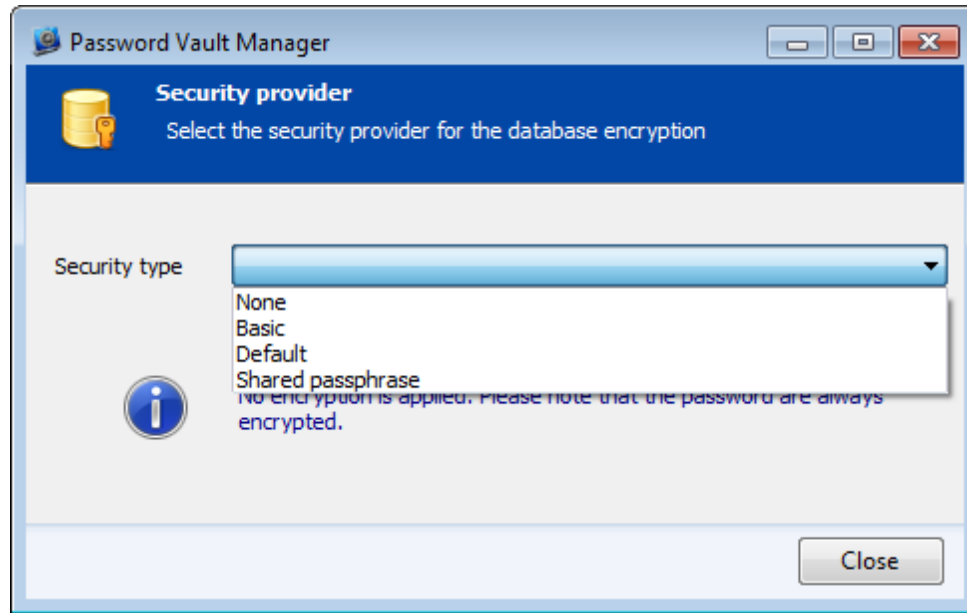 Password Vault Manager
Security provider
Select the security provider for the database encryption
Security type
None
Basic
Default
Shared passphrase
No encryption is applied. Please note that the password are always
encrypted.
Close